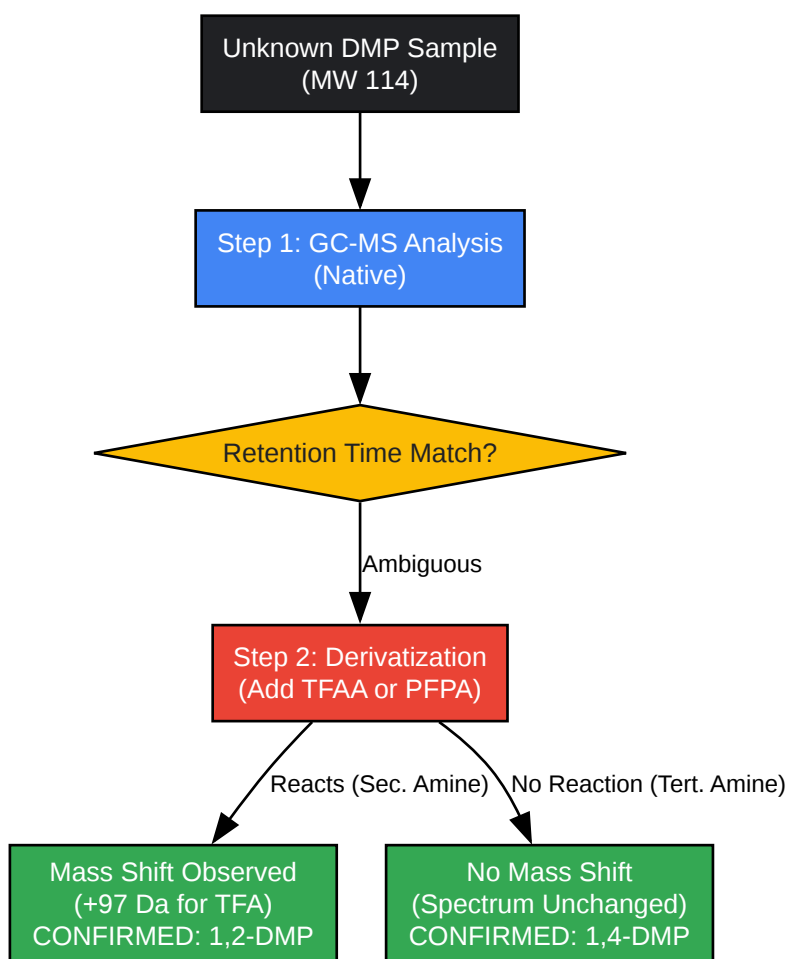 Unknown DMP Sample
(MW 114)
Step 1: GC-MS Analysis
(Native)
Retention Time Match?
Ambiguous
Step 2: Derivatization
(Add TFAA or PFPA)
Reacts (Sec. Amine)
No Reaction (Tert. Amine)
Mass Shift Observed
(+97 Da for TFA)
CONFIRMED: 1,2-DMP
No Mass Shift
(Spectrum Unchanged)
CONFIRMED: 1,4-DMP